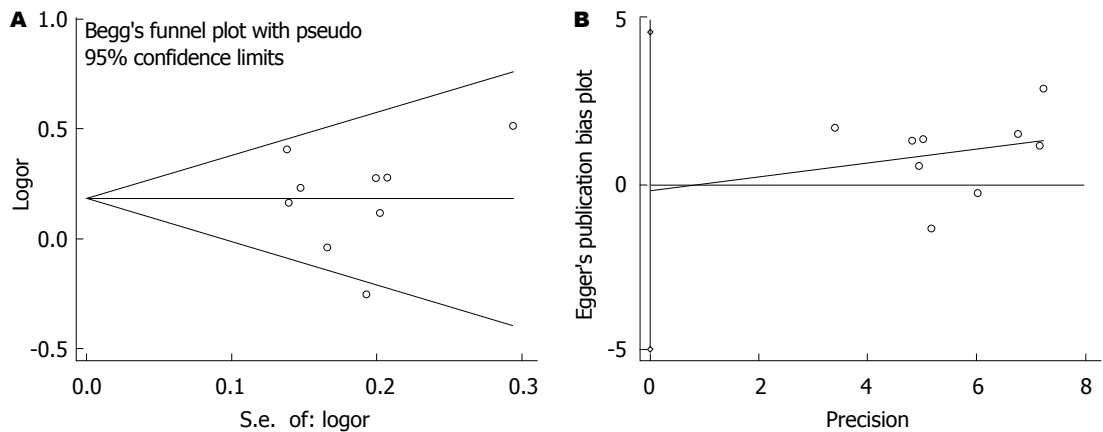 A
Begg's funnel plot with pseudo
95% confidence limits
1.0
0.5
0.0
-0.5
Logor
0.0 0.1 0.2 0.3
S.e. of: logor
B
5
0
-5
Egger's publication bias plot
0 2 4 6 8
Precision